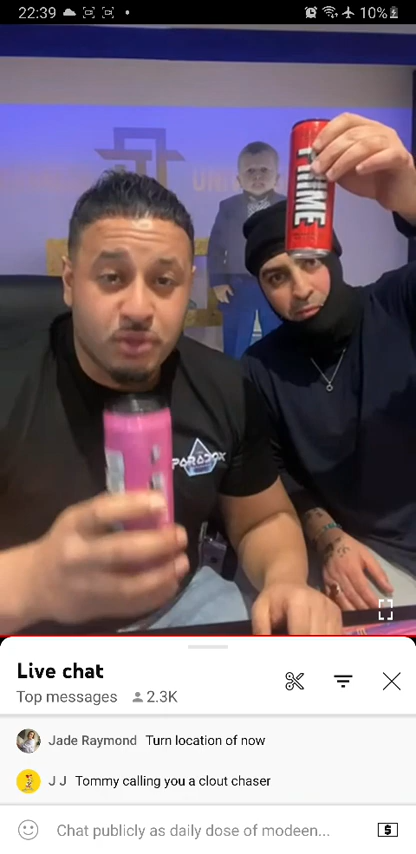 22:39
10%
UN
PRIME
PARADOX
Live chat
Top messages 2.3K
Jade Raymond Turn location of now
J J Tommy calling you a clout chaser
Chat publicly as daily dose of modeen...
$